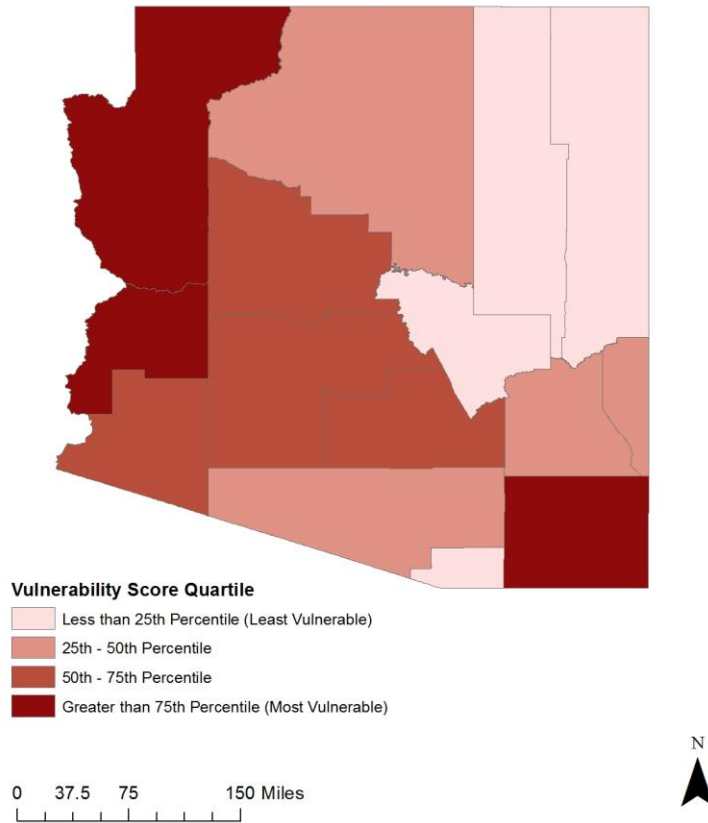 Vulnerability Score Quartile
Less than 25th Percentile (Least Vulnerable)
25th - 50th Percentile
50th - 75th Percentile
Greater than 75th Percentile (Most Vulnerable)
N
0 37.5 75 150 Miles